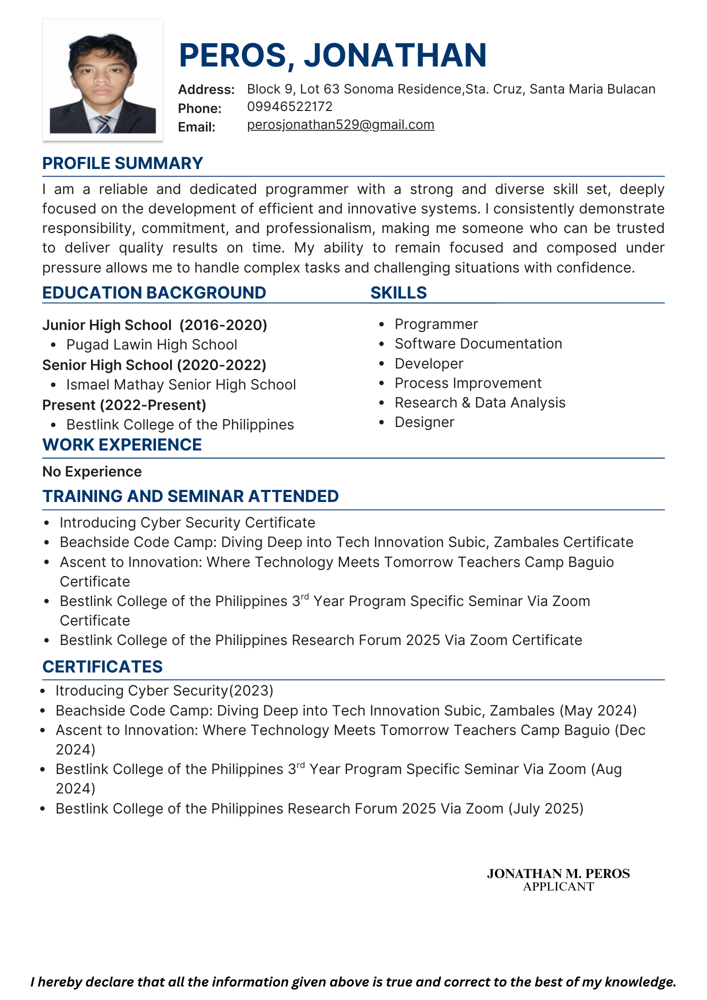 PEROS, JONATHAN
Address: Block 9, Lot 63 Sonoma Residence,Sta. Cruz, Santa Maria Bulacan
Phone: 09946522172
Email: perosjonathan529@gmail.com
PROFILE SUMMARY
I am a reliable and dedicated programmer with a strong and diverse skill set, deeply
focused on the development of efficient and innovative systems. I consistently demonstrate
responsibility, commitment, and professionalism, making me someone who can be trusted
to deliver quality results on time. My ability to remain focused and composed under
pressure allows me to handle complex tasks and challenging situations with confidence.
EDUCATION BACKGROUND
Junior High School (2016-2020)
• Pugad Lawin High School
Senior High School (2020-2022)
• Ismael Mathay Senior High School
Present (2022-Present)
• Bestlink College of the Philippines
SKILLS
• Programmer
• Software Documentation
• Developer
• Process Improvement
• Research & Data Analysis
• Designer
WORK EXPERIENCE
No Experience
TRAINING AND SEMINAR ATTENDED
• Introducing Cyber Security Certificate
• Beachside Code Camp: Diving Deep into Tech Innovation Subic, Zambales Certificate
• Ascent to Innovation: Where Technology Meets Tomorrow Teachers Camp Baguio
Certificate
• Bestlink College of the Philippines 3rd Year Program Specific Seminar Via Zoom
Certificate
• Bestlink College of the Philippines Research Forum 2025 Via Zoom Certificate
CERTIFICATES
• Itroducing Cyber Security(2023)
• Beachside Code Camp: Diving Deep into Tech Innovation Subic, Zambales (May 2024)
• Ascent to Innovation: Where Technology Meets Tomorrow Teachers Camp Baguio (Dec
2024)
• Bestlink College of the Philippines 3rd Year Program Specific Seminar Via Zoom (Aug
2024)
• Bestlink College of the Philippines Research Forum 2025 Via Zoom (July 2025)
JONATHAN M. PEROS
APPLICANT
I hereby declare that all the information given above is true and correct to the best of my knowledge.